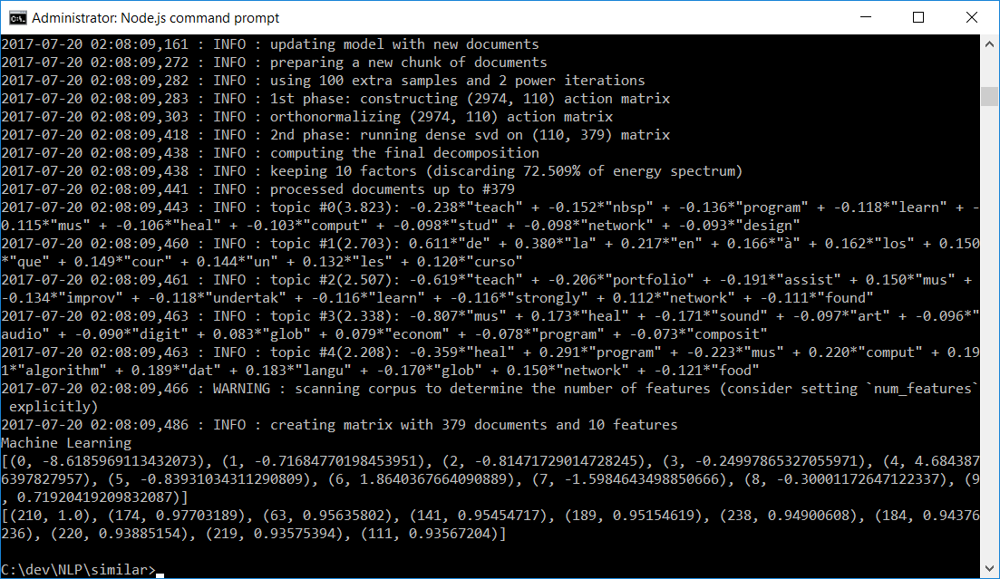 Administrator: Node.js command prompt
2017-07-20 02:08:09,161 : INFO : updating model with new documents
2017-07-20 02:08:09,272 : INFO : preparing a new chunk of documents
2017-07-20 02:08:09,282 : INFO : using 100 extra samples and 2 power iterations
2017-07-20 02:08:09,283 : INFO : 1st phase: constructing (2974, 110) action matrix
2017-07-20 02:08:09,303 : INFO : orthonormalizing (2974, 110) action matrix
2017-07-20 02:08:09,418 : INFO : 2nd phase: running dense svd on (110, 379) matrix
2017-07-20 02:08:09,438 : INFO : computing the final decomposition
2017-07-20 02:08:09,438 : INFO : keeping 10 factors (discarding 72.509% of energy spectrum)
2017-07-20 02:08:09,441 : INFO : processed documents up to #379
2017-07-20 02:08:09,443 : INFO : topic #0(3.823): -0.238*"teach" + -0.152*"nbsp" + -0.136*"program" + -0.118*"learn" + -
0.115*"mus" + -0.106*"heal" + -0.103*"comput" + -0.098*"stud" + -0.098*"network" + -0.093*"design"
2017-07-20 02:08:09,460 : INFO : topic #1(2.703): 0.611*"de" + 0.380*"la" + 0.217*"en" + 0.166*"à" + 0.162*"los" + 0.150
*"que" + 0.149*"cour" + 0.144*"un" + 0.132*"les" + 0.120*"curso"
2017-07-20 02:08:09,461 : INFO : topic #2(2.507): -0.619*"teach" + -0.206*"portfolio" + -0.191*"assist" + 0.150*"mus" +
-0.134*"improv" + -0.118*"undertak" + -0.116*"learn" + -0.116*"strongly" + 0.112*"network" + -0.111*"found"
2017-07-20 02:08:09,463 : INFO : topic #3(2.338): -0.807*"mus" + 0.173*"heal" + -0.171*"sound" + -0.097*"art" + -0.096*"
audio" + -0.090*"digit" + 0.083*"glob" + 0.079*"econom" + -0.078*"program" + -0.073*"composit"
2017-07-20 02:08:09,463 : INFO : topic #4(2.208): -0.359*"heal" + 0.291*"program" + -0.223*"mus" + 0.220*"comput" + 0.19
1*"algorithm" + 0.189*"dat" + 0.183*"langu" + -0.170*"glob" + 0.150*"network" + -0.121*"food"
2017-07-20 02:08:09,466 : WARNING : scanning corpus to determine the number of features (consider setting `num_features`
 explicitly)
2017-07-20 02:08:09,486 : INFO : creating matrix with 379 documents and 10 features
Machine Learning
[(0, -8.6185969113432073), (1, -0.71684770198453951), (2, -0.81471729014728245), (3, -0.24997865327055971), (4, 4.684387
6397827957), (5, -0.83931034311290809), (6, 1.8640367664090889), (7, -1.5984643498850666), (8, -0.30001172647122337), (9
, 0.71920419209832087)]
[(210, 1.0), (174, 0.97703189), (63, 0.95635802), (141, 0.95454717), (189, 0.95154619), (238, 0.94900608), (184, 0.94376
236), (220, 0.93885154), (219, 0.93575394), (111, 0.93567204)]
C:\dev\NLP\similar>